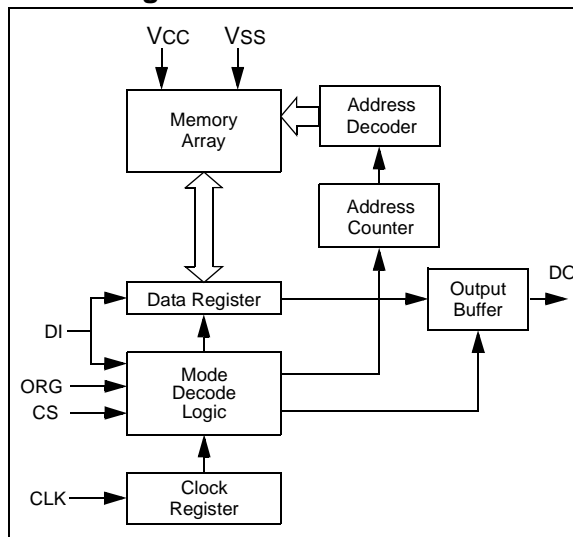 VCC
VSS
Memory
Array
Address
Decoder
Address
Counter
Data Register
Output
Buffer
DO
DI
ORG
CS
Mode
Decode
Logic
CLK
Clock
Register